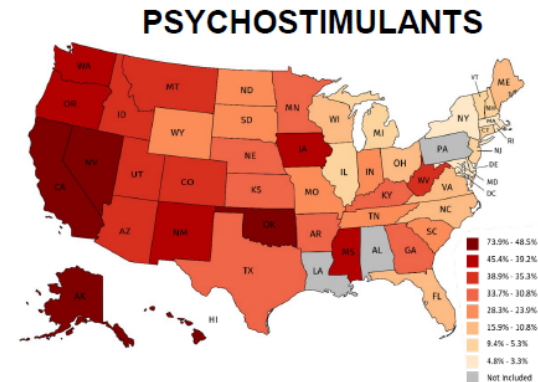 PSYCHOSTIMULANTS
WA
OR
CA
NV
ID
MT
WY
UT
CO
AZ
NM
ND
SD
NE
KS
OK
TX
MN
IA
MO
AR
LA
WI
IL
MI
IN
OH
KY
TN
MS
AL
GA
FL
SC
NC
VA
WV
PA
NY
VT
NH
ME
MA
CT
RI
NJ
DE
MD
DC
AK
HI
73.9% - 48.5%
45.4% - 39.2%
38.9% - 35.3%
33.7% - 30.8%
28.3% - 23.9%
15.9% - 10.8%
9.4% - 5.3%
4.8% - 3.3%
Not Included